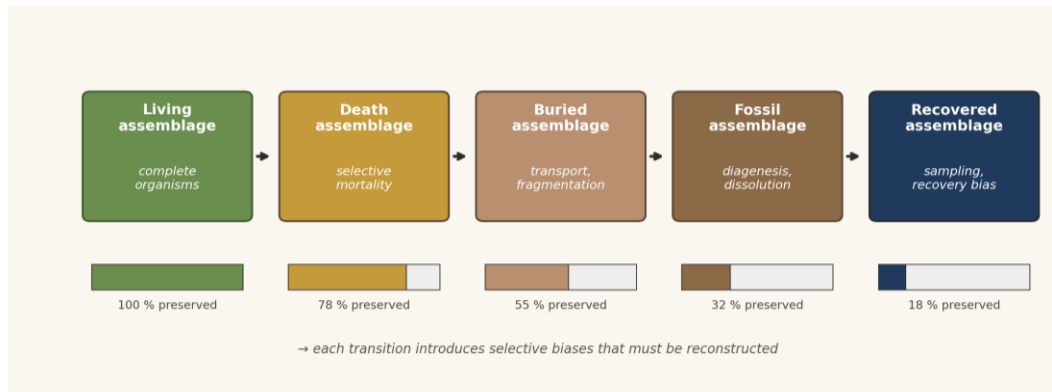 Living
assemblage
complete
organisms
Death
assemblage
selective
mortality
Buried
assemblage
transport,
fragmentation
Fossil
assemblage
diagenesis,
dissolution
Recovered
assemblage
sampling,
recovery bias
100 % preserved
78 % preserved
55 % preserved
32 % preserved
18 % preserved
→ each transition introduces selective biases that must be reconstructed